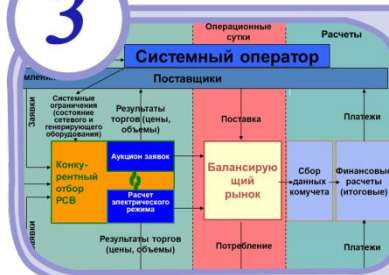 3
Операционные
сутки
Расчеты
Системный оператор
Поставщики
Заявки
Системные
ограничения
(состояние
сетевого и
генерирующего
оборудования)
Результаты
торгов (цены,
объемы)
Поставка
Платежи
Конку-
рентный
отбор
РСВ
Аукцион заявок
Расчет
электрического
режима
Балансирую
щий
рынок
Сбор
данных
комучета
Финансовые
расчеты
(итоговые)
Заявки
Результаты торгов
(цены, объемы)
Потребление
Платежи